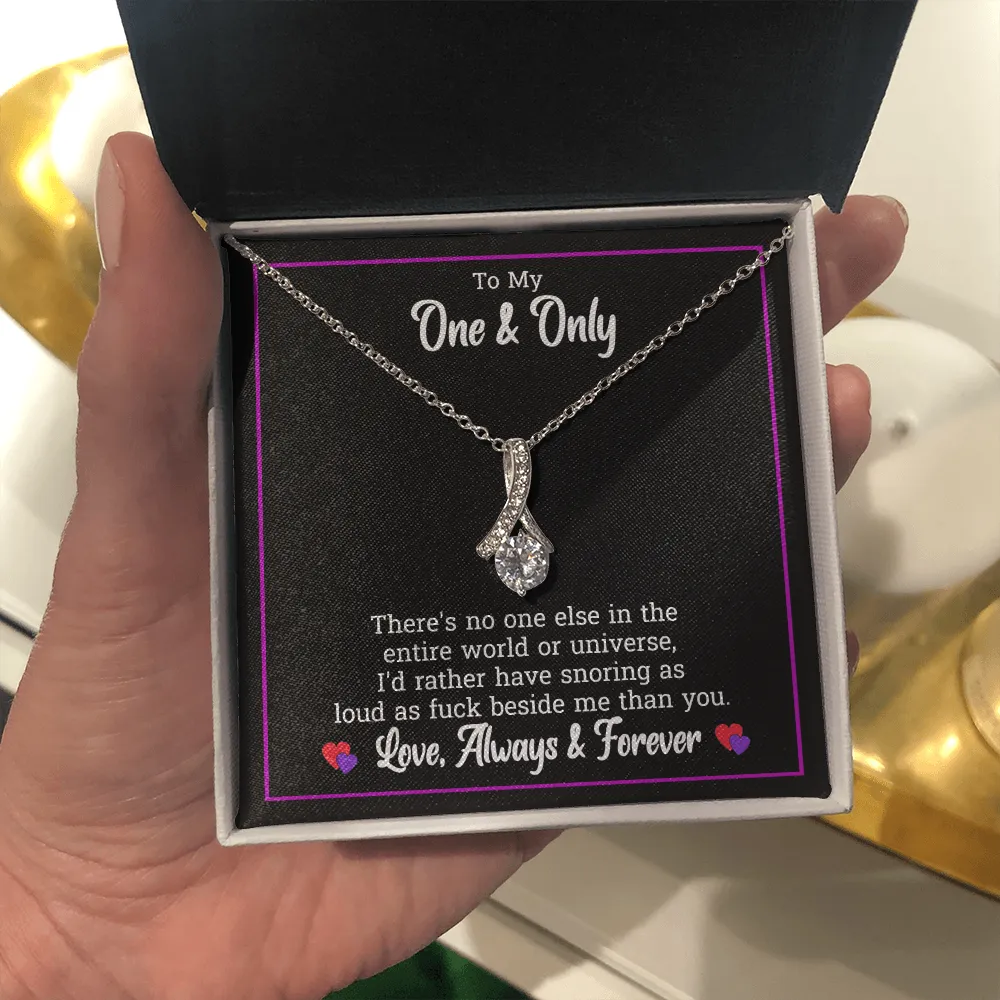 To My
One & Only
There's no one else in the
entire world or universe,
I'd rather have snoring as
loud as fuck beside me than you.
Love, Always & Forever